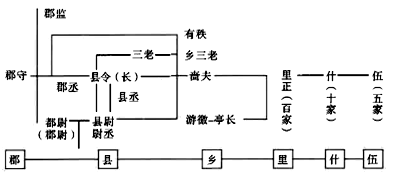 郡监
有秩
三老
乡三老
郡守
县令（长）
啬夫
里正（百家）
什（十家）
伍（五家）
郡丞
县丞
都尉
（郡尉）
县尉
尉丞
游徼
亭长
郡
县
乡
里
什
伍